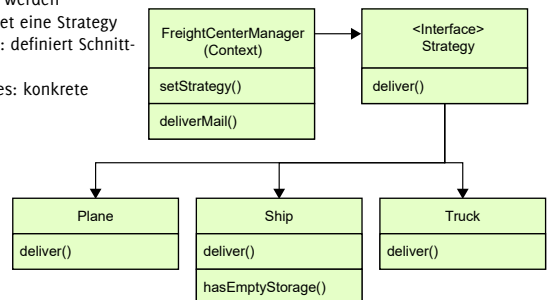 werden
et eine Strategy
: definiert Schnitt-
es: konkrete
FreightCenterManager
(Context)
setStrategy()
deliverMail()
<Interface>
Strategy
deliver()
Plane
deliver()
Ship
deliver()
hasEmptyStorage()
Truck
deliver()